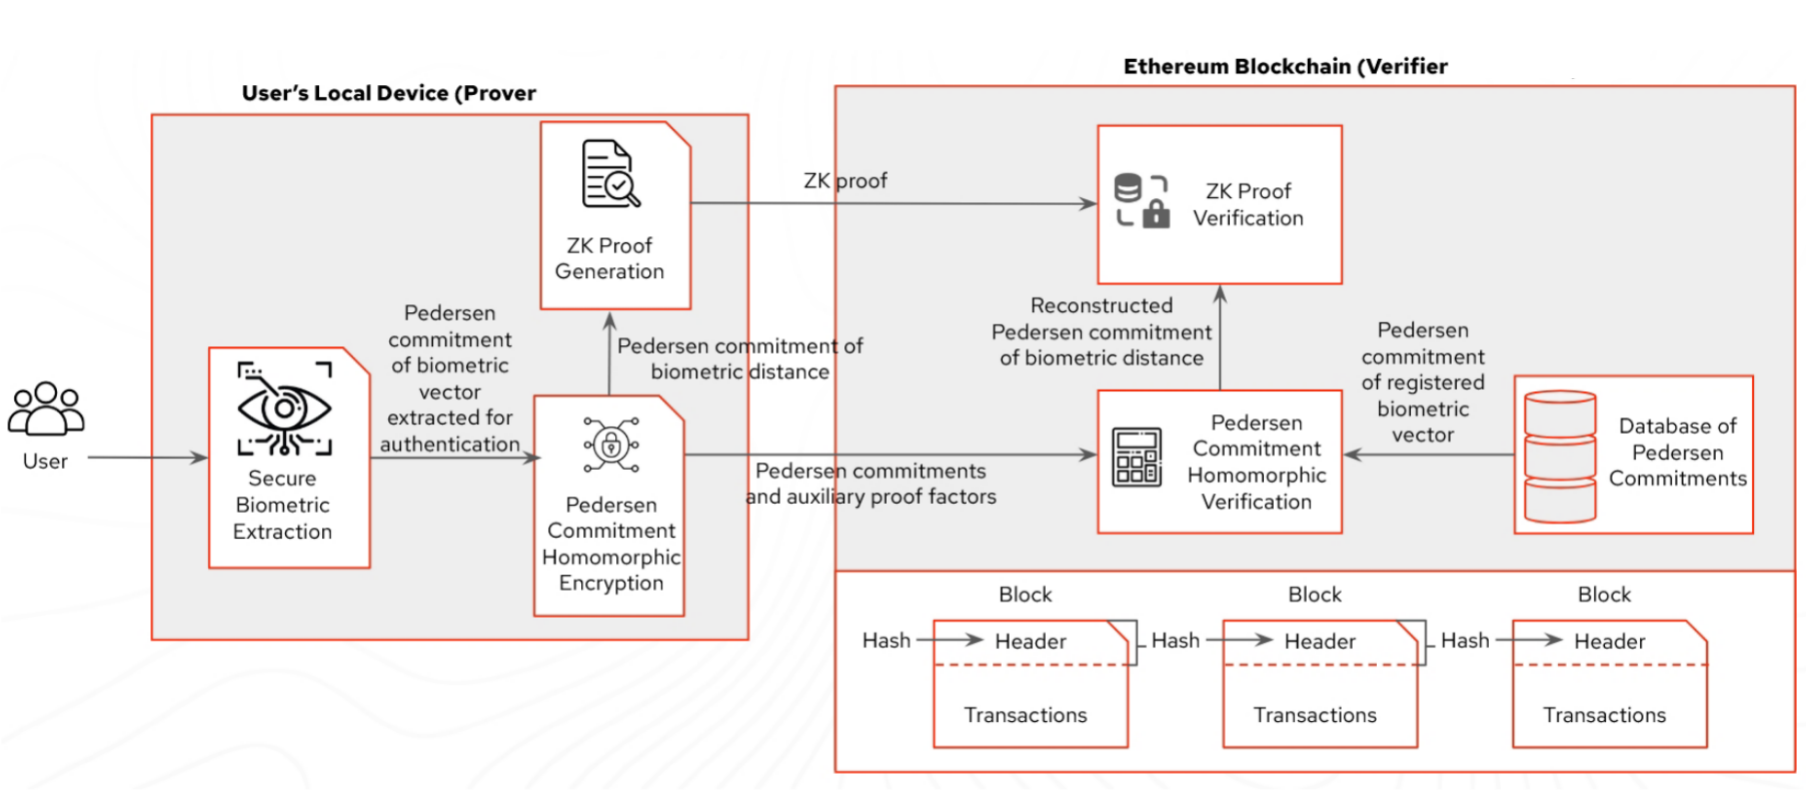 Ethereum Blockchain (Verifier
User's Local Device (Prover
ZK Proof
Generation
ZK proof
ZK Proof
Verification
Pedersen
commitment
of biometric
vector
extracted for
authentication
Pedersen commitment of
biometric distance
Reconstructed
Pedersen commitment
of biometric distance
Pedersen
commitment
of registered
biometric
vector
User
Secure
Biometric
Extraction
Pedersen
Commitment
Homomorphic
Encryption
Pedersen commitments
and auxiliary proof factors
Pedersen
Commitment
Homomorphic
Verification
Database of
Pedersen
Commitments
Block
Block
Block
Hash
Header
Hash
Header
Hash
Header
Transactions
Transactions
Transactions